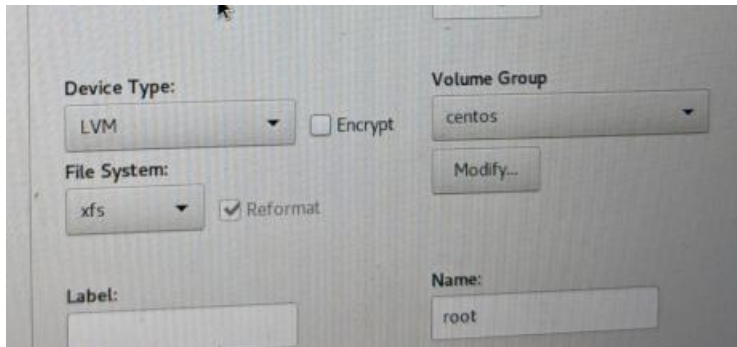 Device Type:
Volume Group
LVM
Encrypt
centos
File System:
Modify...
xfs
Reformat
Label:
Name:
root